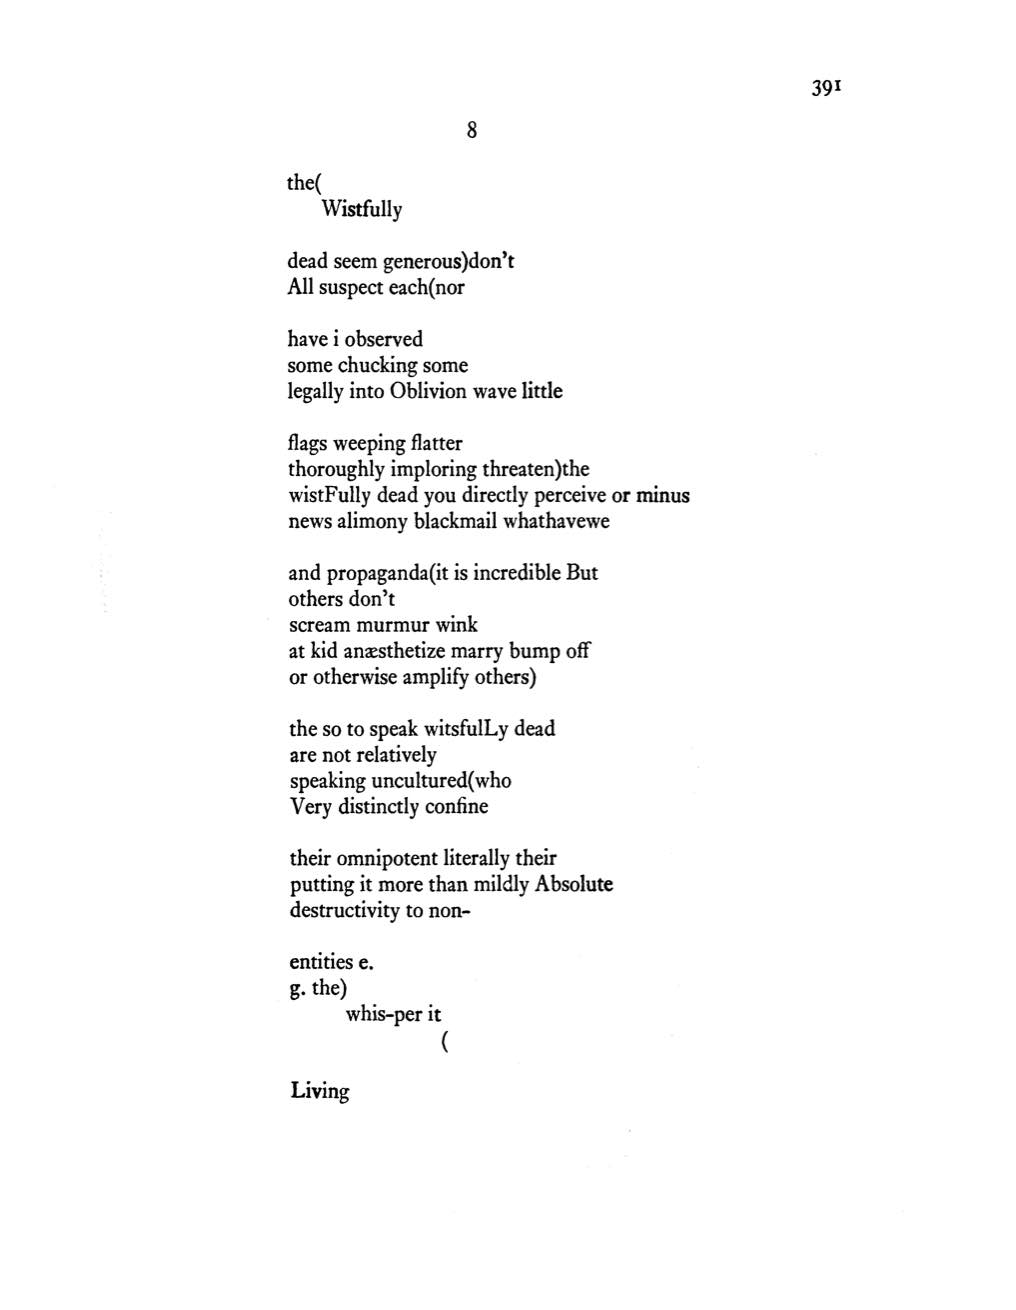 391
8
the(
Wistfully
dead seem generous)don't
All suspect each(nor
have i observed
some chucking some
legally into Oblivion wave little
flags weeping flatter
thoroughly imploring threaten)the
wistFully dead you directly perceive or minus
news alimony blackmail whathavewe
and propaganda(it is incredible But
others don't
scream murmur wink
at kid anæsthetize marry bump off
or otherwise amplify others)
the so to speak witsfulLy dead
are not relatively
speaking uncultured(who
Very distinctly confine
their omnipotent literally their
putting it more than mildly Absolute
destructivity to non-
entities e.
g. the)
whis-per it
(
Living